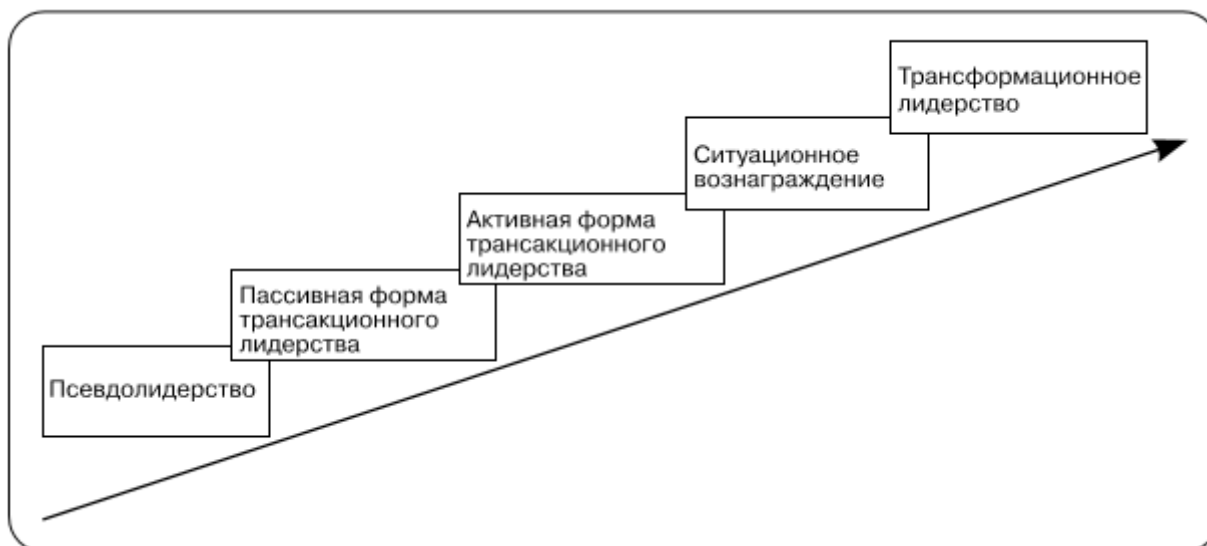 Трансформационное
лидерство
Ситуационное
вознаграждение
Активная форма
трансакционного
лидерства
Пассивная форма
трансакционного
лидерства
Псевдолидерство